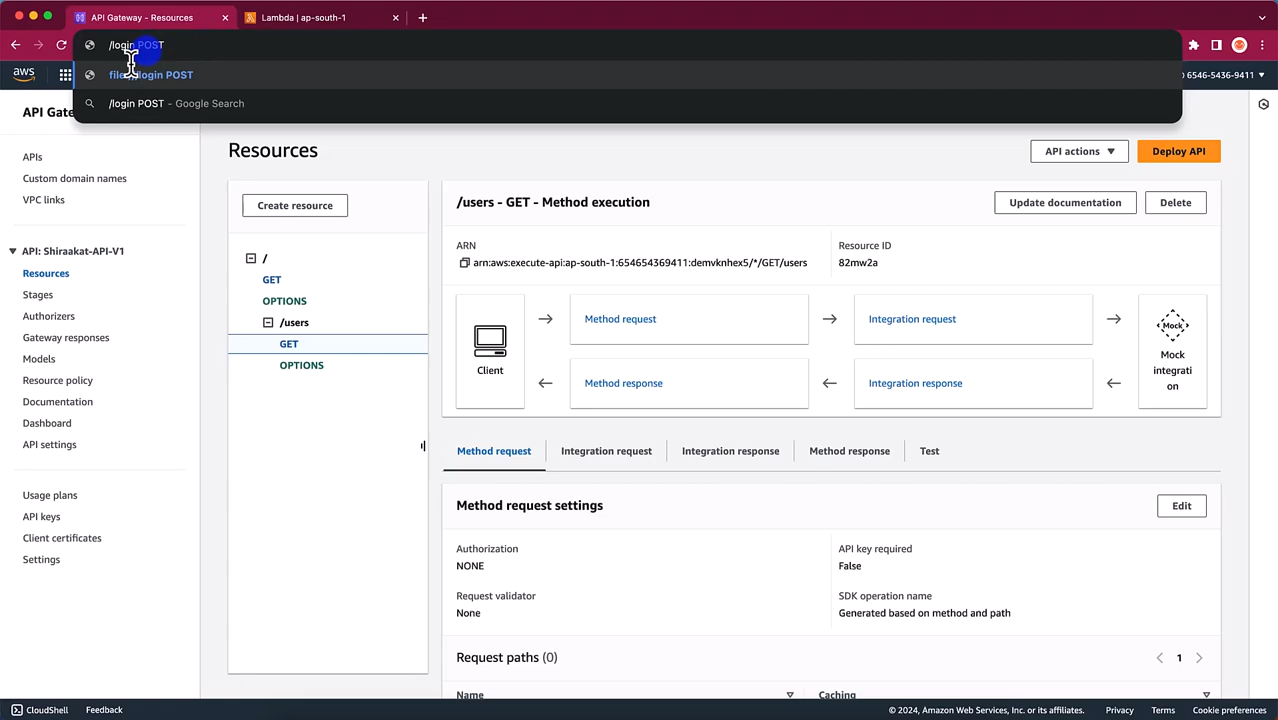 API Gateway - Resources
Lambda | ap-south-1
/login POST
aws
file /login POST
6546-5436-9411
/login POST - Google Search
API Gat
Resources
API actions
Deploy API
APIs
Custom domain names
VPC links
API: Shiraakat-API-V1
Resources
Stages
Authorizers
Gateway responses
Models
Resource policy
Documentation
Dashboard
API settings
Usage plans
API keys
Client certificates
Settings
Create resource
/
GET
OPTIONS
/users
GET
OPTIONS
/users - GET - Method execution
Update documentation
Delete
ARN
arn:aws:execute-api:ap-south-1:654654369411:demvknhex5/*/GET/users
Resource ID
82mw2a
Client
Method request
Integration request
Method response
Integration response
Mock
Mock
integrati
on
Method request
Integration request
Integration response
Method response
Test
Method request settings
Edit
Authorization
NONE
API key required
False
Request validator
None
SDK operation name
Generated based on method and path
Request paths (0)
1
Name
Caching
CloudShell
Feedback
© 2024, Amazon Web Services, Inc. or its affiliates.
Privacy
Terms
Cookie preferences